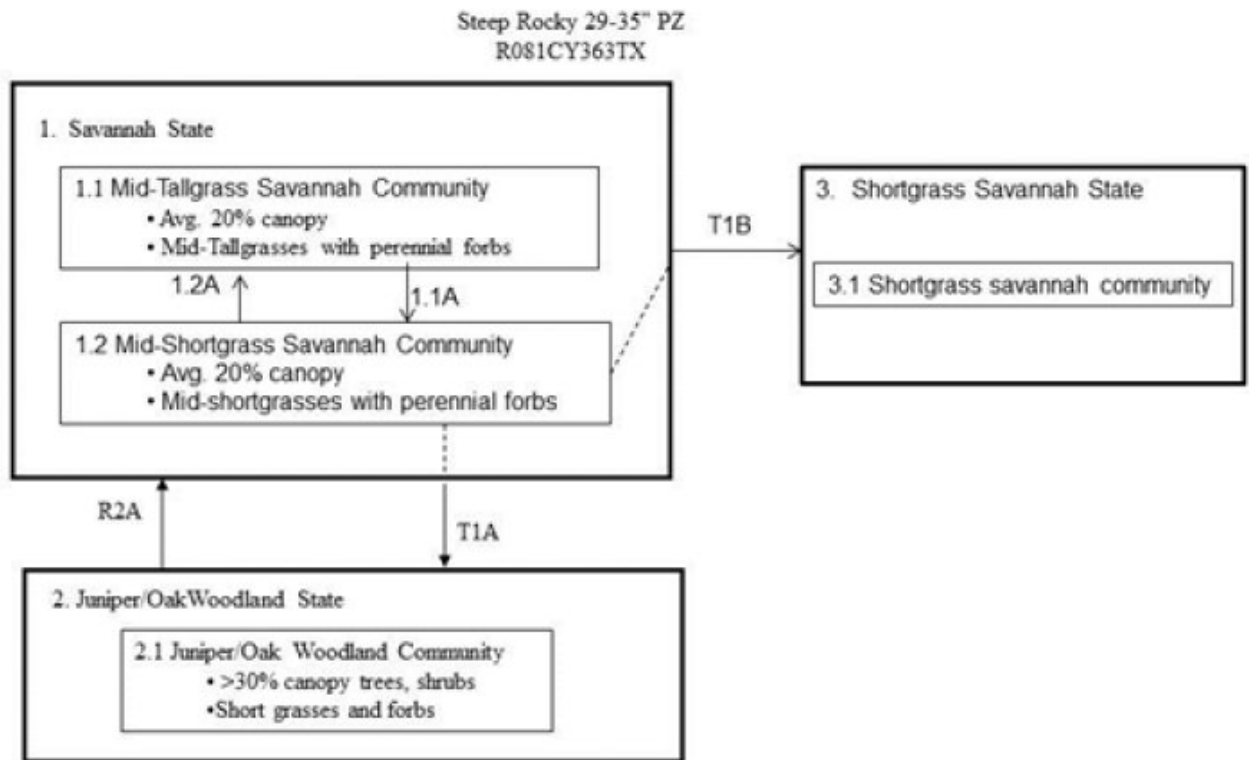 Steep Rocky 29-35" PZ
R081CY363TX
1. Savannah State
1.1 Mid-Tallgrass Savannah Community
• Avg. 20% canopy
• Mid-Tallgrasses with perennial forbs
1.2A
1.1A
1.2 Mid-Shortgrass Savannah Community
• Avg. 20% canopy
• Mid-shortgrasses with perennial forbs
T1B
3. Shortgrass Savannah State
3.1 Shortgrass savannah community
R2A
T1A
2. Juniper/OakWoodland State
2.1 Juniper/Oak Woodland Community
• >30% canopy trees, shrubs
•Short grasses and forbs